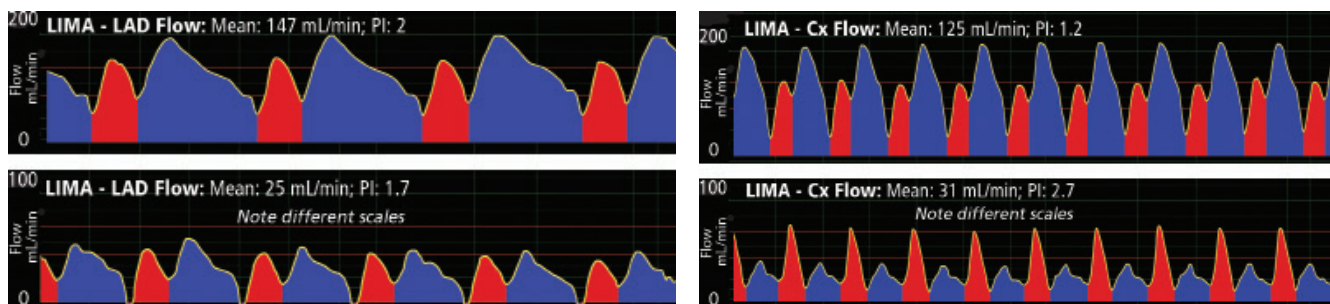 200
LIMA - LAD Flow: Mean: 147 mL/min; PI: 2
Flow
mL/min
0
200
LIMA - Cx Flow: Mean: 125 mL/min; PI: 1.2
Flow
mL/min
0
100
LIMA - LAD Flow: Mean: 25 mL/min; PI: 1.7
Note different scales
Flow
mL/min
0
100
LIMA - Cx Flow: Mean: 31 mL/min; PI: 2.7
Note different scales
Flow
mL/min
0